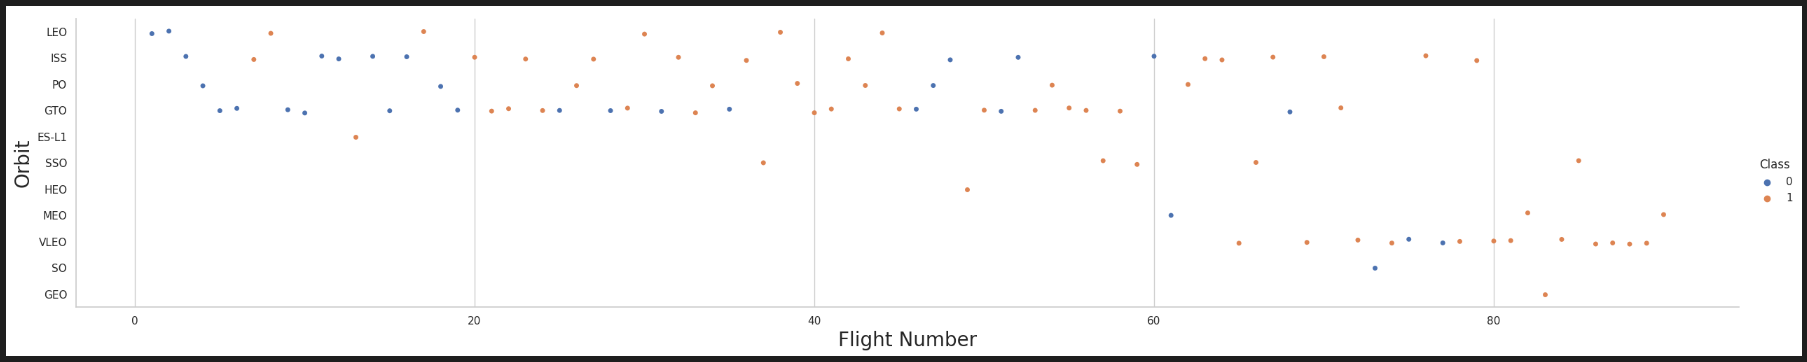 LEO
ISS
PO
GTO
ES-L1
SSO
HEO
MEO
VLEO
SO
GEO
Orbit
0 20 40 60 80
Flight Number
Class
0
1